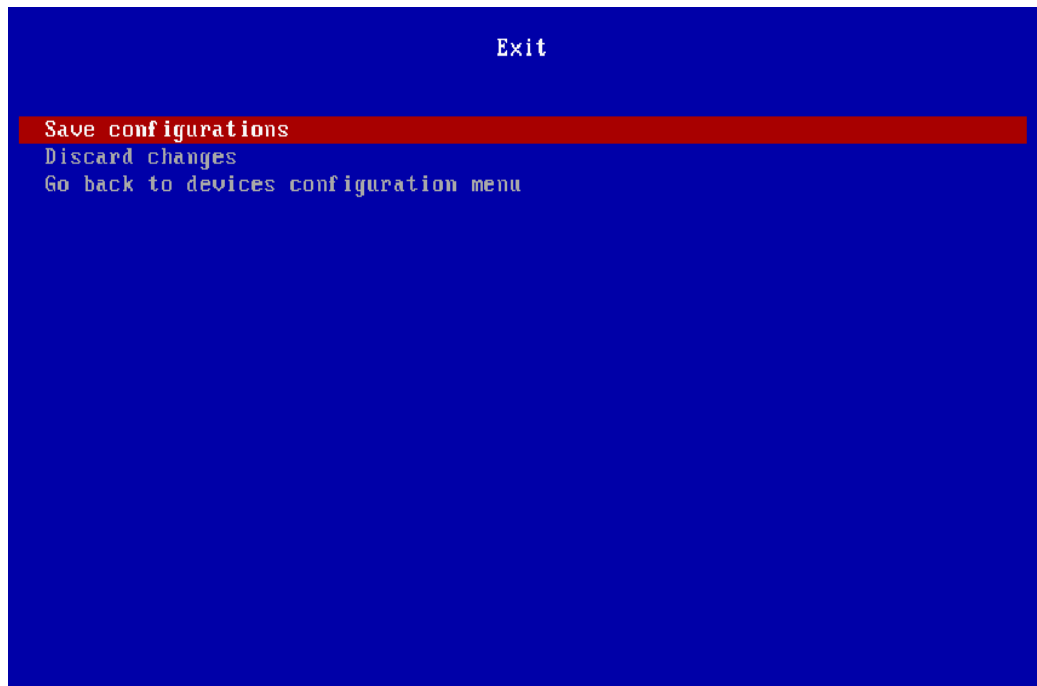 Exit
Save configurations
Discard changes
Go back to devices configuration menu